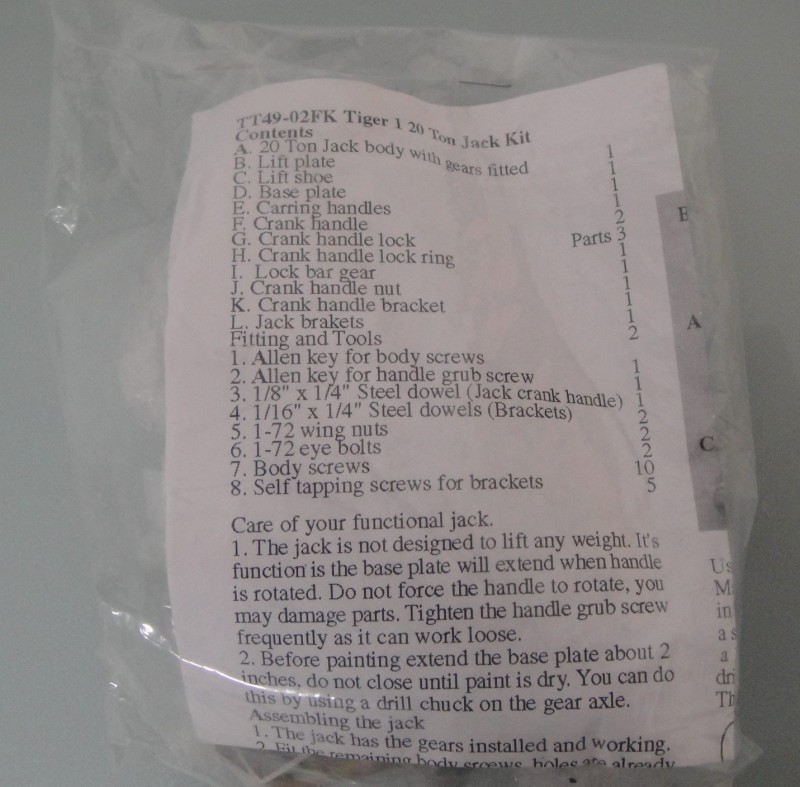 TT49-02FK Tiger 1 20 Ton Jack Kit
Contents
A. 20 Ton Jack body with gears fitted 1
B. Lift plate 1
C. Lift shoe 1
D. Base plate 1
E. Carring handles 2
F. Crank handle Parts 3
G. Crank handle lock 1
H. Crank handle lock ring 1
I. Lock bar gear 1
J. Crank handle nut 1
K. Crank handle bracket 1
L. Jack brakets 2
Fitting and Tools
1. Allen key for body screws 1
2. Allen key for handle grub screw 1
3. 1/8" x 1/4" Steel dowel (Jack crank handle) 1
4. 1/16" x 1/4" Steel dowels (Brackets) 2
5. 1-72 wing nuts 2
6. 1-72 eye bolts 2
7. Body screws 10
8. Self tapping screws for brackets 5
Care of your functional jack.
1. The jack is not designed to lift any weight. It's
function is the base plate will extend when handle
is rotated. Do not force the handle to rotate, you
may damage parts. Tighten the handle grub screw
frequently as it can work loose.
2. Before painting extend the base plate about 2
inches, do not close until paint is dry. You can do
this by using a drill chuck on the gear axle.
Assembling the jack
1. The jack has the gears installed and working.
2. Fit the remaining body screws, holes are already
A
C
in
a s
a